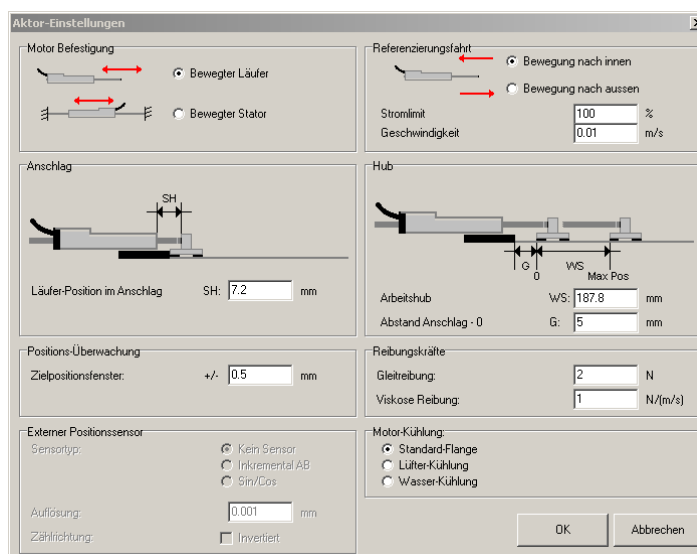 Aktor-Einstellungen
Motor Befestigung
Bewegter Läufer
Bewegter Stator
Referenzierungsfahrt
Bewegung nach innen
Bewegung nach aussen
Stromlimit 100 %
Geschwindigkeit 0.01 m/s
Anschlag
SH
Läufer-Position im Anschlag SH: 7.2 mm
Hub
G WS
0 Max Pos
Arbeitshub WS: 187.8 mm
Abstand Anschlag - 0 G: 5 mm
Positions-Überwachung
Zielpositionsfenster: +/- 0.5 mm
Reibungskräfte
Gleitreibung: 2 N
Viskose Reibung: 1 N/(m/s)
Externer Positionssensor
Sensortyp: Kein Sensor
Inkremental AB
Sin/Cos
Auflösung: 0.001 mm
Zählrichtung: Invertiert
Motor-Kühlung:
Standard-Flange
Lüfter-Kühlung
Wasser-Kühlung
OK Abbrechen